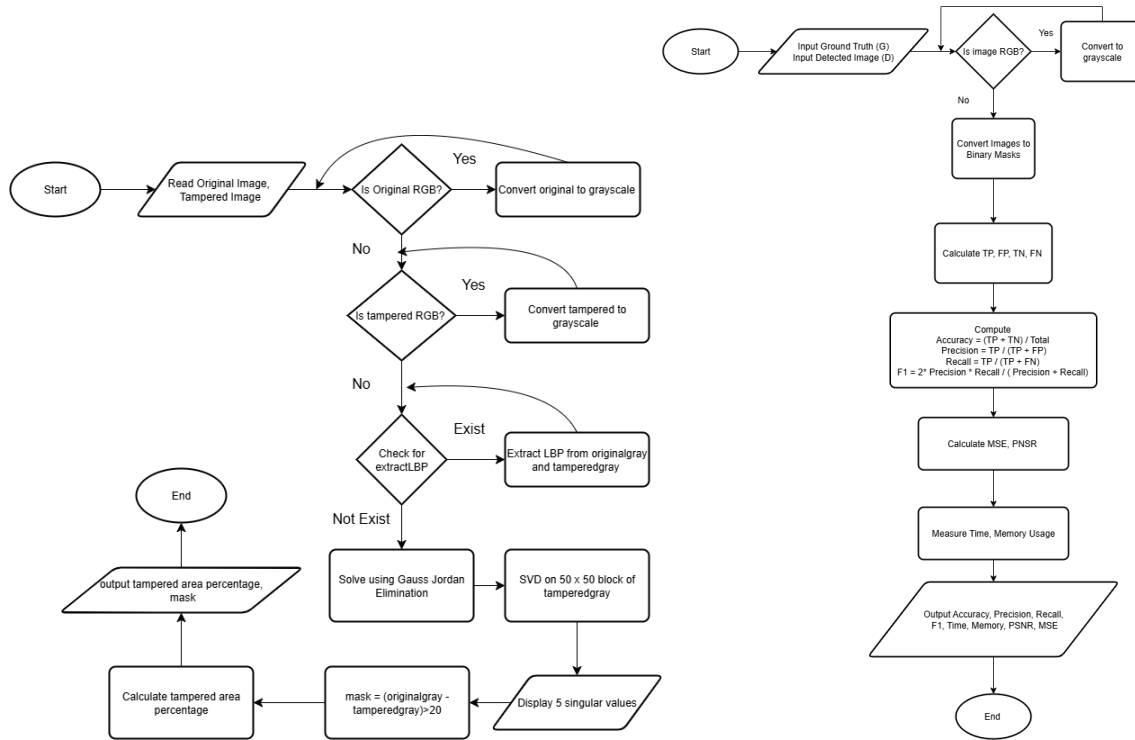 Start
Read Original Image,
Tampered Image
Is Original RGB?
Yes
Convert original to grayscale
No
Is tampered RGB?
Yes
Convert tampered to
grayscale
No
Check for
extractLBP
Exist
Extract LBP from originalgray
and tamperedgray
Not Exist
Solve using Gauss Jordan
Elimination
SVD on 50 x 50 block of
tamperedgray
Display 5 singular values
mask = (originalgray -
tamperedgray)>20
Calculate tampered area
percentage
output tampered area percentage,
mask
End
Start
Input Ground Truth (G)
Input Detected Image (D)
Is image RGB?
Yes
Convert to
grayscale
No
Convert Images to
Binary Masks
Calculate TP, FP, TN, FN
Compute
Accuracy = (TP + TN) / Total
Precision = TP / (TP + FP)
Recall = TP / (TP + FN)
F1 = 2* Precision * Recall / ( Precision + Recall)
Calculate MSE, PNSR
Measure Time, Memory Usage
Output Accuracy, Precision, Recall,
F1, Time, Memory, PSNR, MSE
End